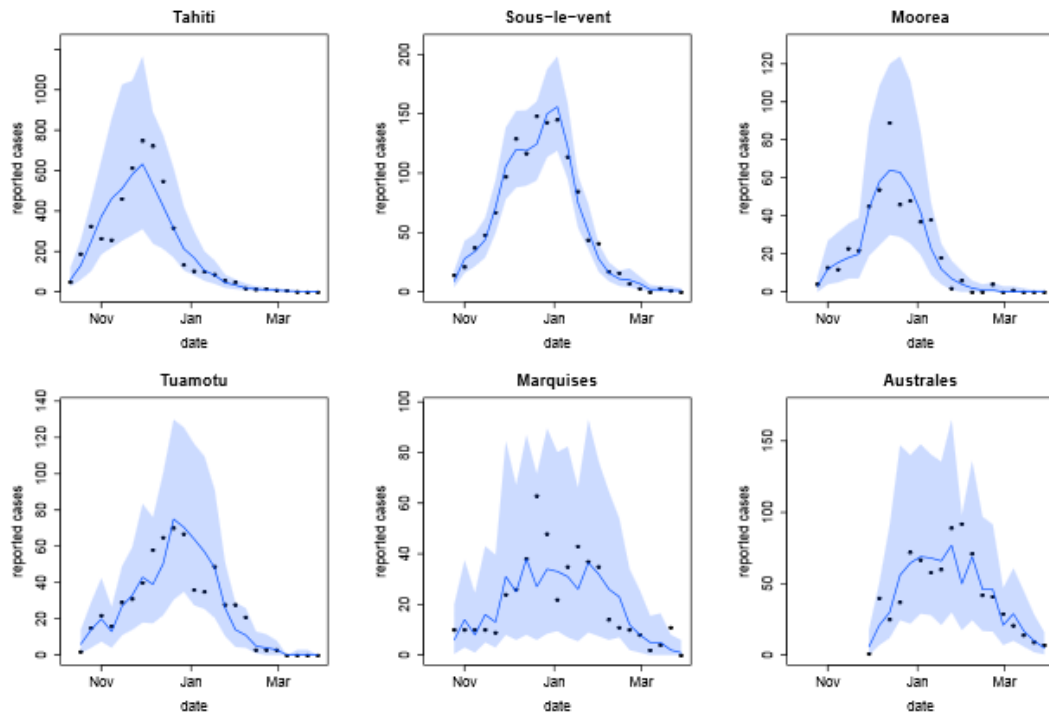 Tahiti
reported cases
0 200 400 600 800 1000
Nov Jan Mar
date
Sous-le-vent
reported cases
0 50 100 150 200
Nov Jan Mar
date
Moorea
reported cases
0 20 40 60 80 100 120
Nov Jan Mar
date
Tuamotu
reported cases
0 20 40 60 80 100 120 140
Nov Jan Mar
date
Marquises
reported cases
0 20 40 60 80 100
Nov Jan Mar
date
Australes
reported cases
0 50 100 150
Nov Jan Mar
date